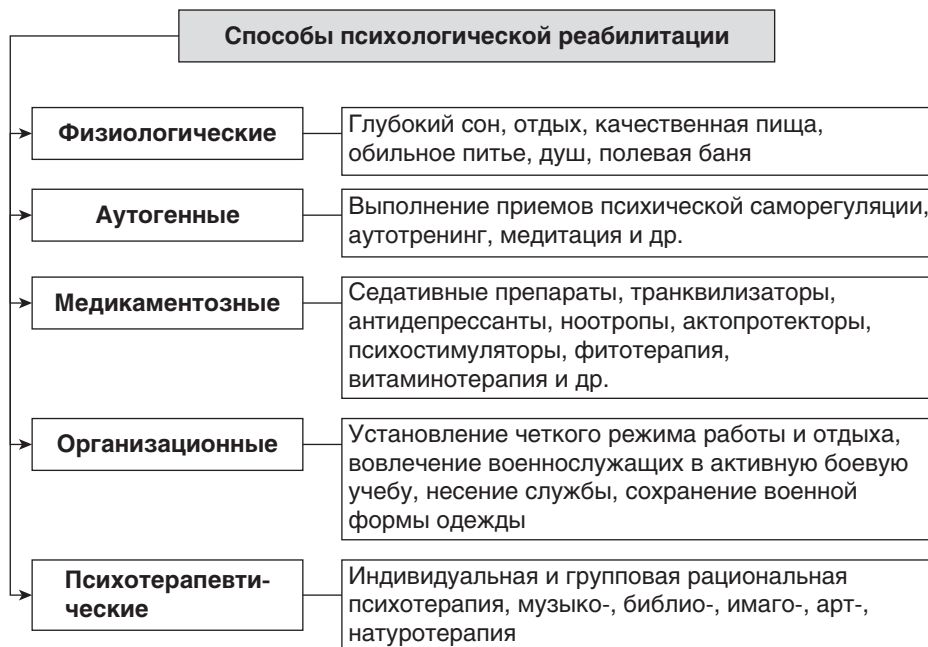 Способы психологической реабилитации
Физиологические
Глубокий сон, отдых, качественная пища,
обильное питье, душ, полевая баня
Аутогенные
Выполнение приемов психической саморегуляции,
аутотренинг, медитация и др.
Медикаментозные
Седативные препараты, транквилизаторы,
антидепрессанты, ноотропы, актопротекторы,
психостимуляторы, фитотерапия,
витаминотерапия и др.
Организационные
Установление четкого режима работы и отдыха,
вовлечение военнослужащих в активную боевую
учебу, несение службы, сохранение военной
формы одежды
Психотерапевти-
ческие
Индивидуальная и групповая рациональная
психотерапия, музыко-, библио-, имаго-, арт-,
натуротерапия